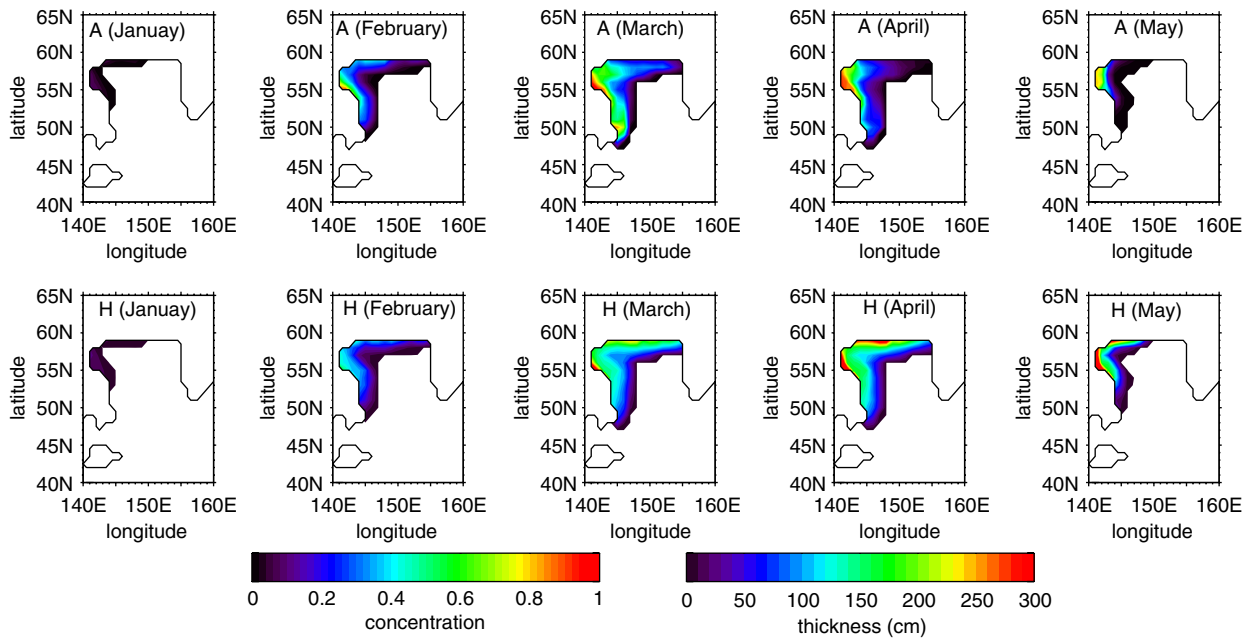 A (Januay)
A (February)
A (March)
A (April)
A (May)
65N
60N
55N
50N
45N
40N
latitude
140E 150E 160E
longitude
65N
60N
55N
50N
45N
40N
latitude
140E 150E 160E
longitude
65N
60N
55N
50N
45N
40N
latitude
140E 150E 160E
longitude
65N
60N
55N
50N
45N
40N
latitude
140E 150E 160E
longitude
65N
60N
55N
50N
45N
40N
latitude
140E 150E 160E
longitude
H (Januay)
H (February)
H (March)
H (April)
H (May)
65N
60N
55N
50N
45N
40N
latitude
140E 150E 160E
longitude
65N
60N
55N
50N
45N
40N
latitude
140E 150E 160E
longitude
65N
60N
55N
50N
45N
40N
latitude
140E 150E 160E
longitude
65N
60N
55N
50N
45N
40N
latitude
140E 150E 160E
longitude
65N
60N
55N
50N
45N
40N
latitude
140E 150E 160E
longitude
0 0.2 0.4 0.6 0.8 1
concentration
0 50 100 150 200 250 300
thickness (cm)